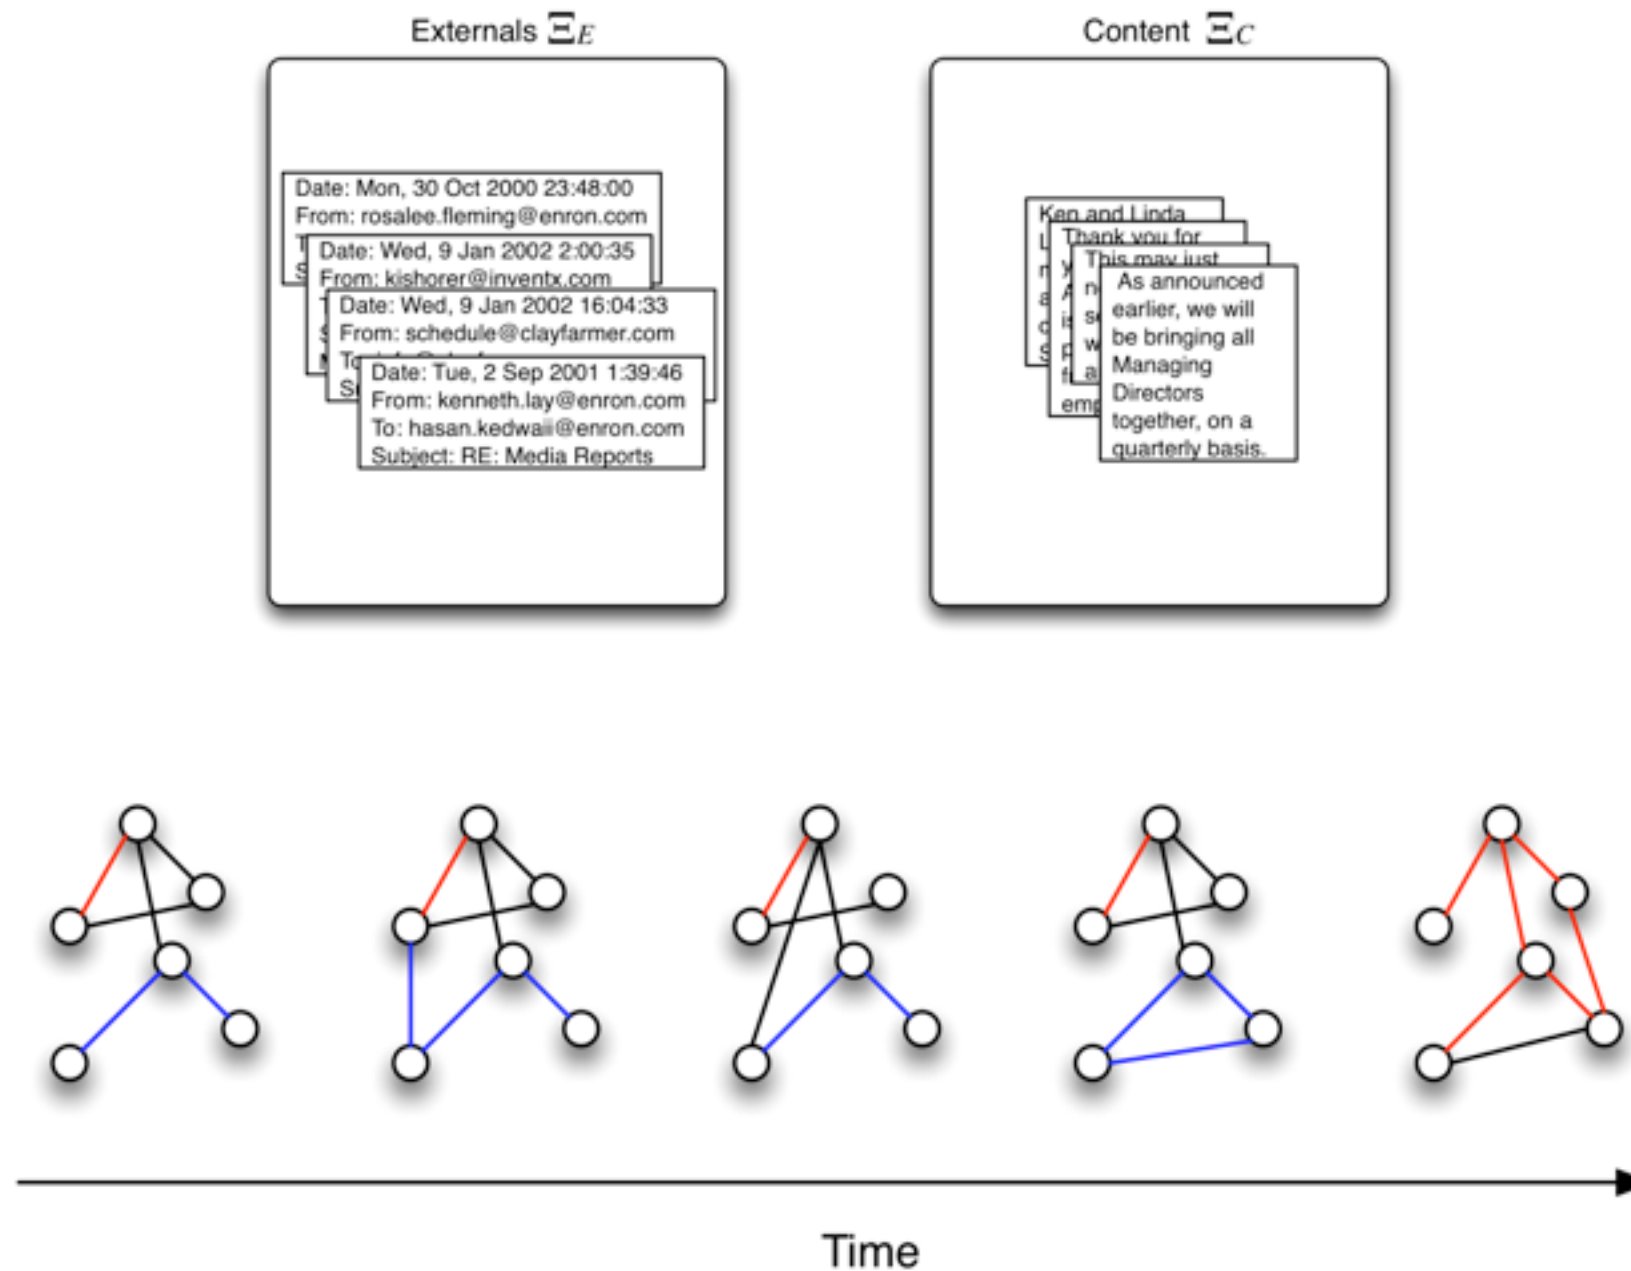 Externals Ξ_E
Content Ξ_C
Date: Mon, 30 Oct 2000 23:48:00
From: rosalee.fleming@enron.com
Date: Wed, 9 Jan 2002 2:00:35
From: kishorer@inventx.com
Date: Wed, 9 Jan 2002 16:04:33
From: schedule@clayfarmer.com
To:
Date: Tue, 2 Sep 2001 1:39:46
From: kenneth.lay@enron.com
To: hasan.kedwaii@enron.com
Subject: RE: Media Reports
Ken and Linda
Thank you for
This may just
As announced
earlier, we will
be bringing all
Managing
Directors
together, on a
quarterly basis.
Time